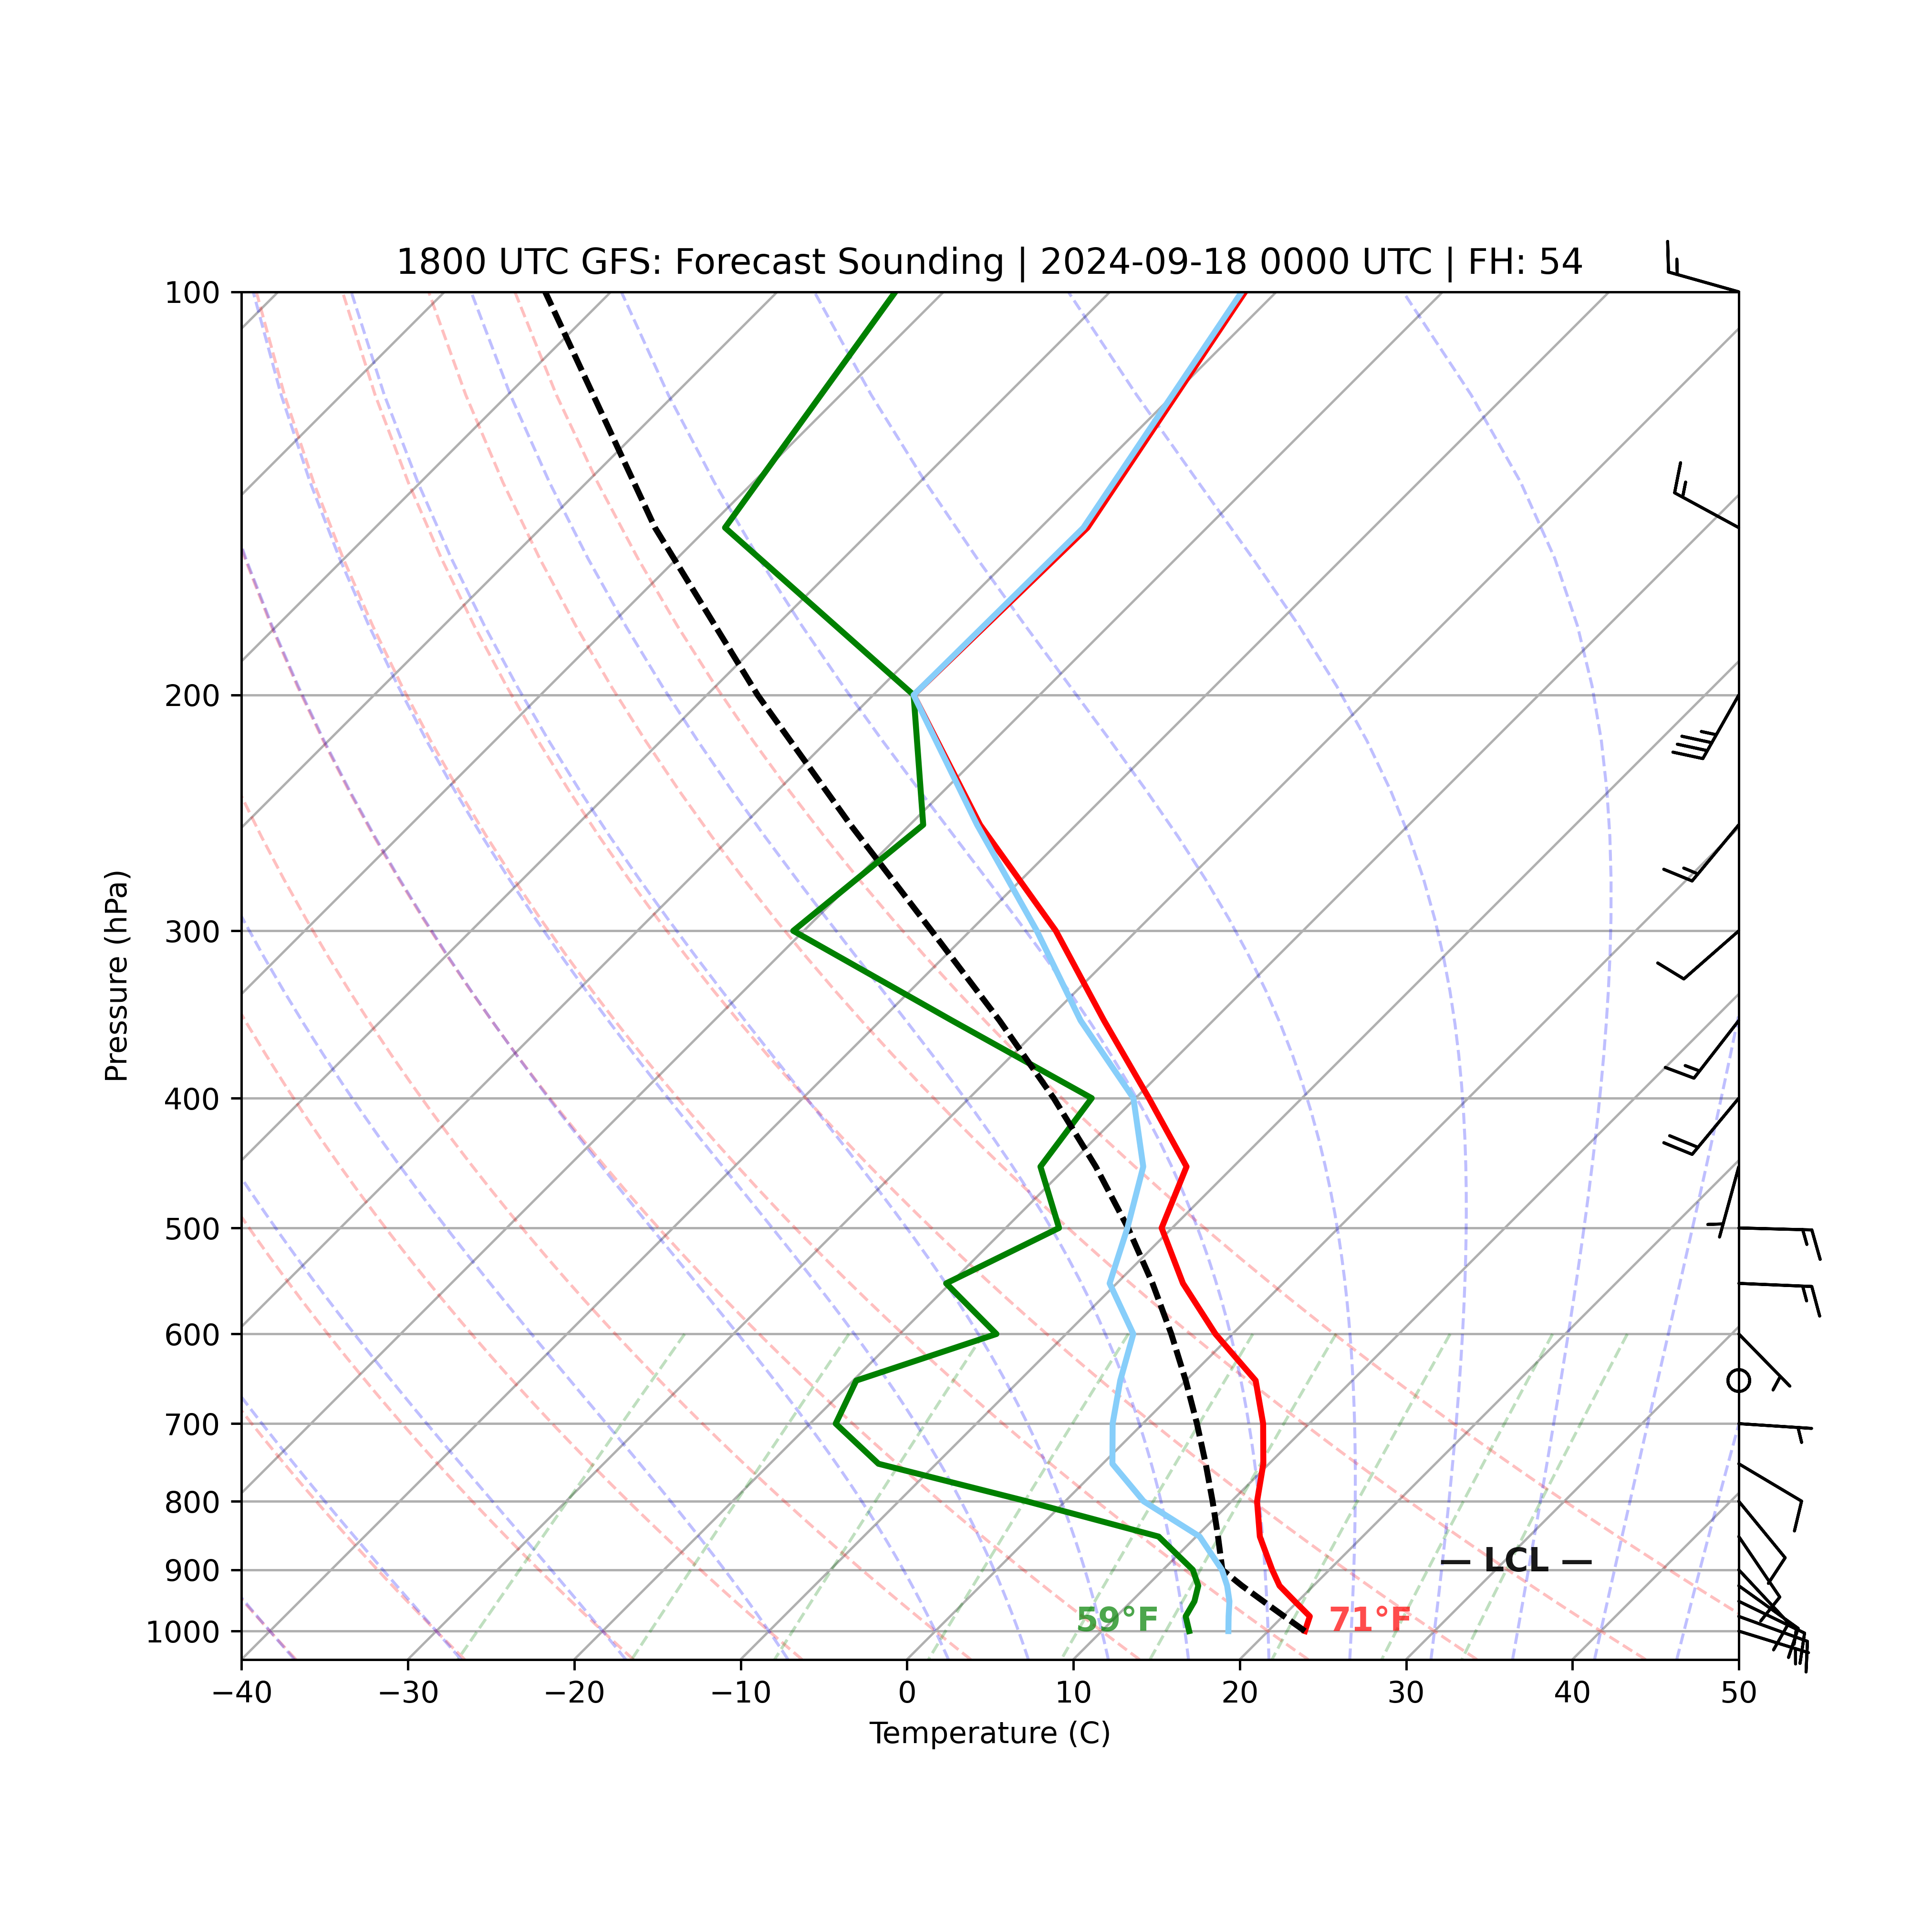 1800 UTC GFS: Forecast Sounding | 2024-09-18 0000 UTC | FH: 54
100
200
300
400
500
600
700
800
900
1000
Pressure (hPa)
— LCL —
59°F
71°F
−40 −30 −20 −10 0 10 20 30 40 50
Temperature (C)